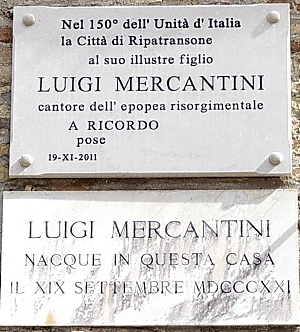 Nel 150° dell' Unità d' Italia
la Città di Ripatransone
al suo illustre figlio
LUIGI MERCANTINI
cantore dell' epopea risorgimentale
A RICORDO
pose
19-XI-2011
LUIGI MERCANTINI
NACQUE IN QUESTA CASA
IL XIX SETTEMBRE MDCCCXXI